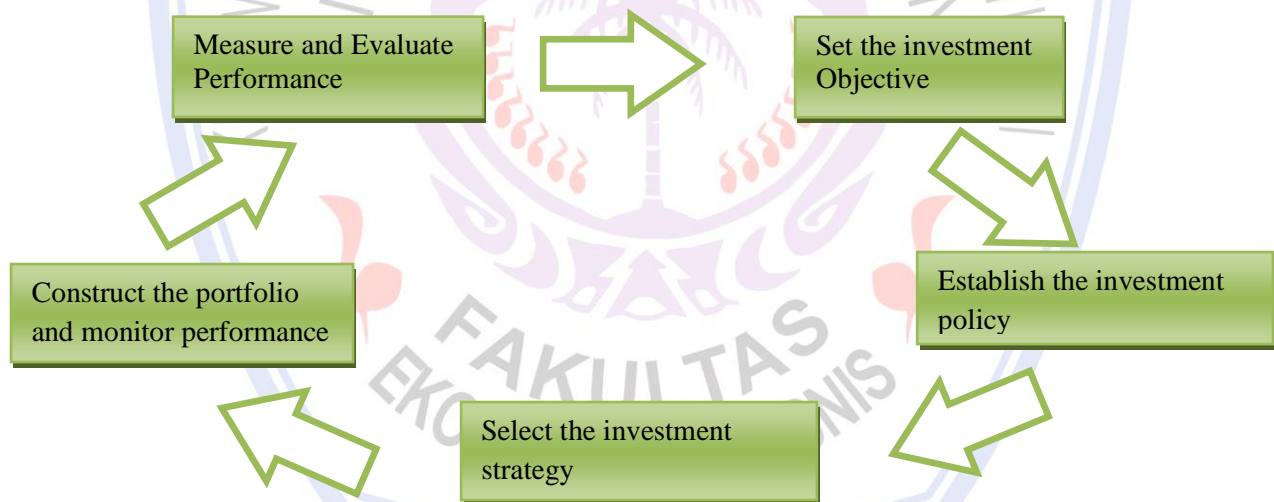 Measure and Evaluate
Performance
Set the investment
Objective
Establish the investment
policy
Select the investment
strategy
Construct the portfolio
and monitor performance
FAKULTAS